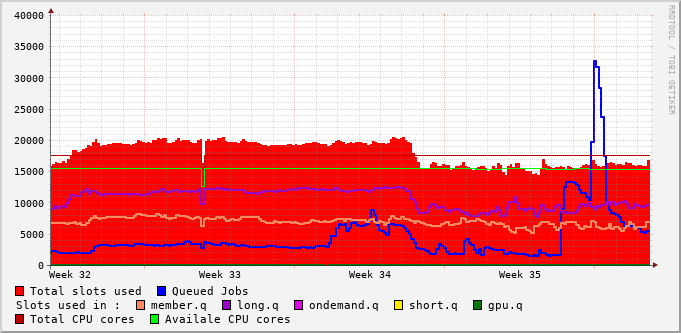 40000
35000
30000
25000
20000
15000
10000
5000
0
Week 32 Week 33 Week 34 Week 35
RRDTOOL / TOBI OETIKER
Total slots used Queued Jobs
Slots used in : member.q long.q ondemand.q short.q gpu.q
Total CPU cores Availale CPU cores